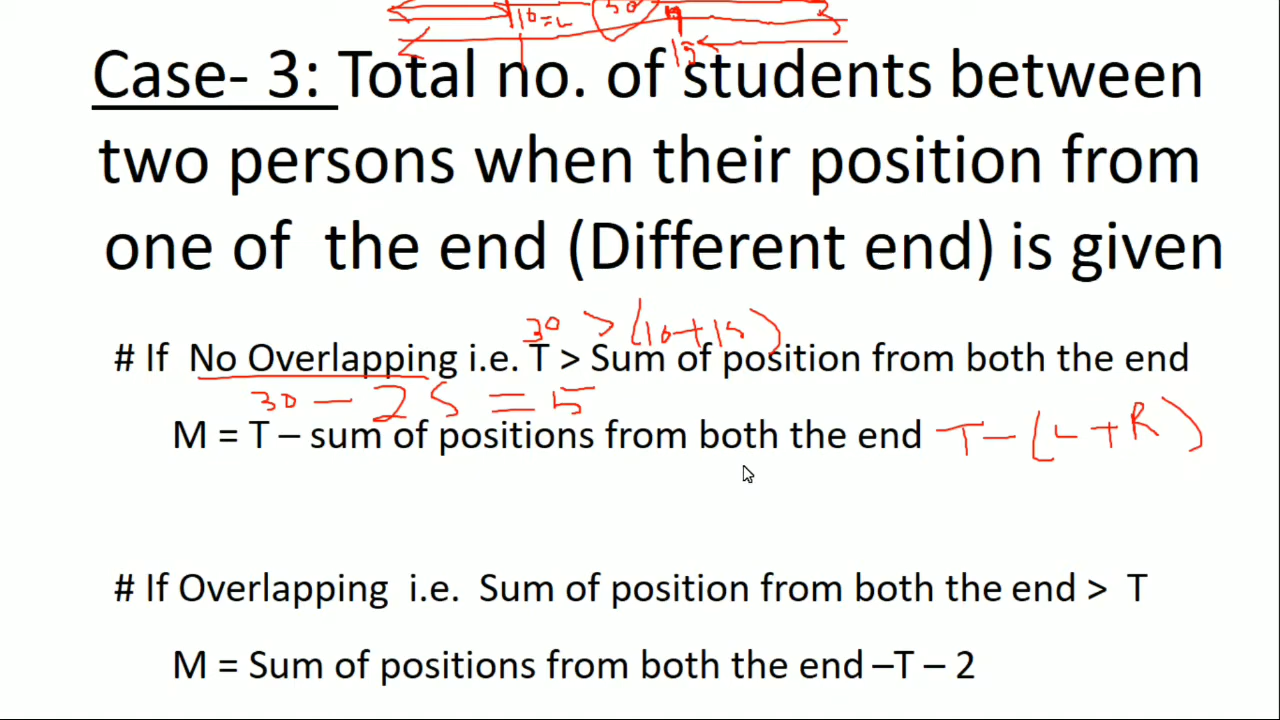 10 = L 30
15
Case- 3: Total no. of students between
two persons when their position from
one of the end (Different end) is given
30 > (10+15)
# If No Overlapping i.e. T > Sum of position from both the end
30 - 25 = 5
M = T – sum of positions from both the end T - (L + R)
# If Overlapping i.e. Sum of position from both the end > T
M = Sum of positions from both the end –T – 2